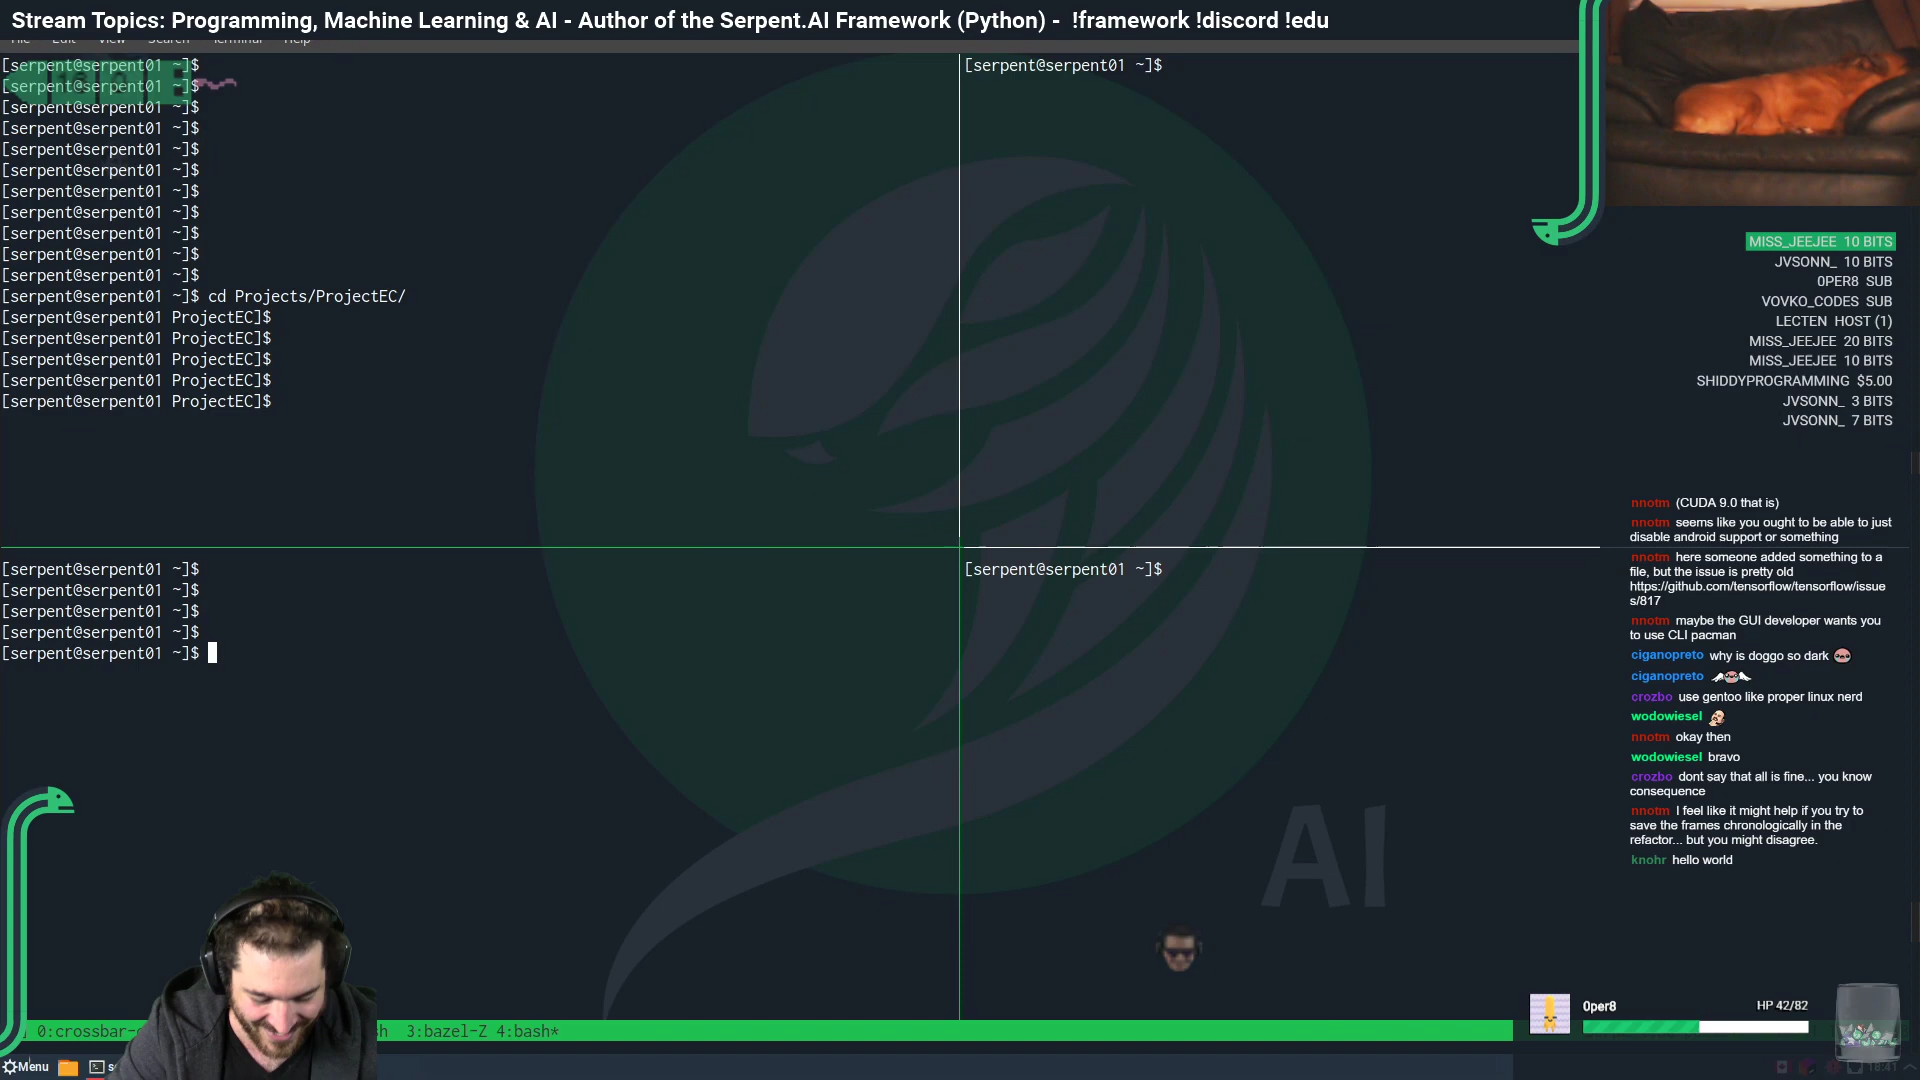 Stream Topics: Programming, Machine Learning & AI - Author of the Serpent.AI Framework (Python) -  !framework !discord !edu
File Edit View Search Terminal Help
[serpent@serpent01 ~]$
[serpent@serpent01 ~]$
[serpent@serpent01 ~]$
[serpent@serpent01 ~]$
[serpent@serpent01 ~]$
[serpent@serpent01 ~]$
[serpent@serpent01 ~]$
[serpent@serpent01 ~]$
[serpent@serpent01 ~]$
[serpent@serpent01 ~]$
[serpent@serpent01 ~]$
[serpent@serpent01 ~]$ cd Projects/ProjectEC/
[serpent@serpent01 ProjectEC]$
[serpent@serpent01 ProjectEC]$
[serpent@serpent01 ProjectEC]$
[serpent@serpent01 ProjectEC]$
[serpent@serpent01 ProjectEC]$
[serpent@serpent01 ~]$
[serpent@serpent01 ~]$
[serpent@serpent01 ~]$
[serpent@serpent01 ~]$
[serpent@serpent01 ~]$
[serpent@serpent01 ~]$
[serpent@serpent01 ~]$
AI
MISS_JEEJEE 10 BITS
JVSONN_ 10 BITS
0PER8 SUB
VOVKO_CODES SUB
LECTEN HOST (1)
MISS_JEEJEE 20 BITS
MISS_JEEJEE 10 BITS
SHIDDYPROGRAMMING $5.00
JVSONN_ 3 BITS
JVSONN_ 7 BITS
nnotm (CUDA 9.0 that is)
nnotm seems like you ought to be able to just
disable android support or something
nnotm here someone added something to a
file, but the issue is pretty old
https://github.com/tensorflow/tensorflow/issue
s/817
nnotm maybe the GUI developer wants you
to use CLI pacman
ciganopreto why is doggo so dark
ciganopreto
crozbo use gentoo like proper linux nerd
wodowiesel
nnotm okay then
wodowiesel bravo
crozbo dont say that all is fine... you know
consequence
nnotm I feel like it might help if you try to
save the frames chronologically in the
refactor... but you might disagree.
knohr hello world
0per8 HP 42/82
0:crossbar- h 3:bazel-Z 4:bash*
Menu
18:41